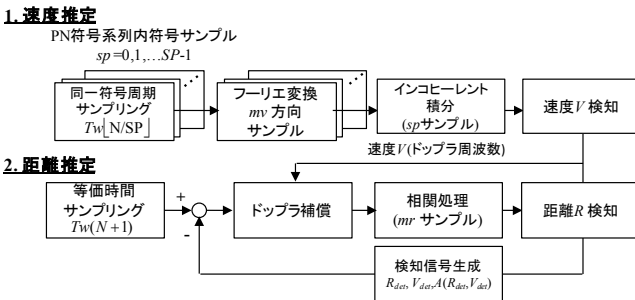 1. 速度推定
PN符号系列内符号サンプル
sp=0,1,…SP-1
同一符号周期
サンプリング
Tw⌊N/SP⌋
フーリエ変換
mv 方向
サンプル
インコヒーレント
積分
(spサンプル)
速度V 検知
速度V(ドップラ周波数)
2. 距離推定
等価時間
サンプリング
Tw(N+1)
+
-
ドップラ補償
相関処理
(mr サンプル)
距離R 検知
検知信号生成
Rdet, Vdet,A(Rdet,Vdet)